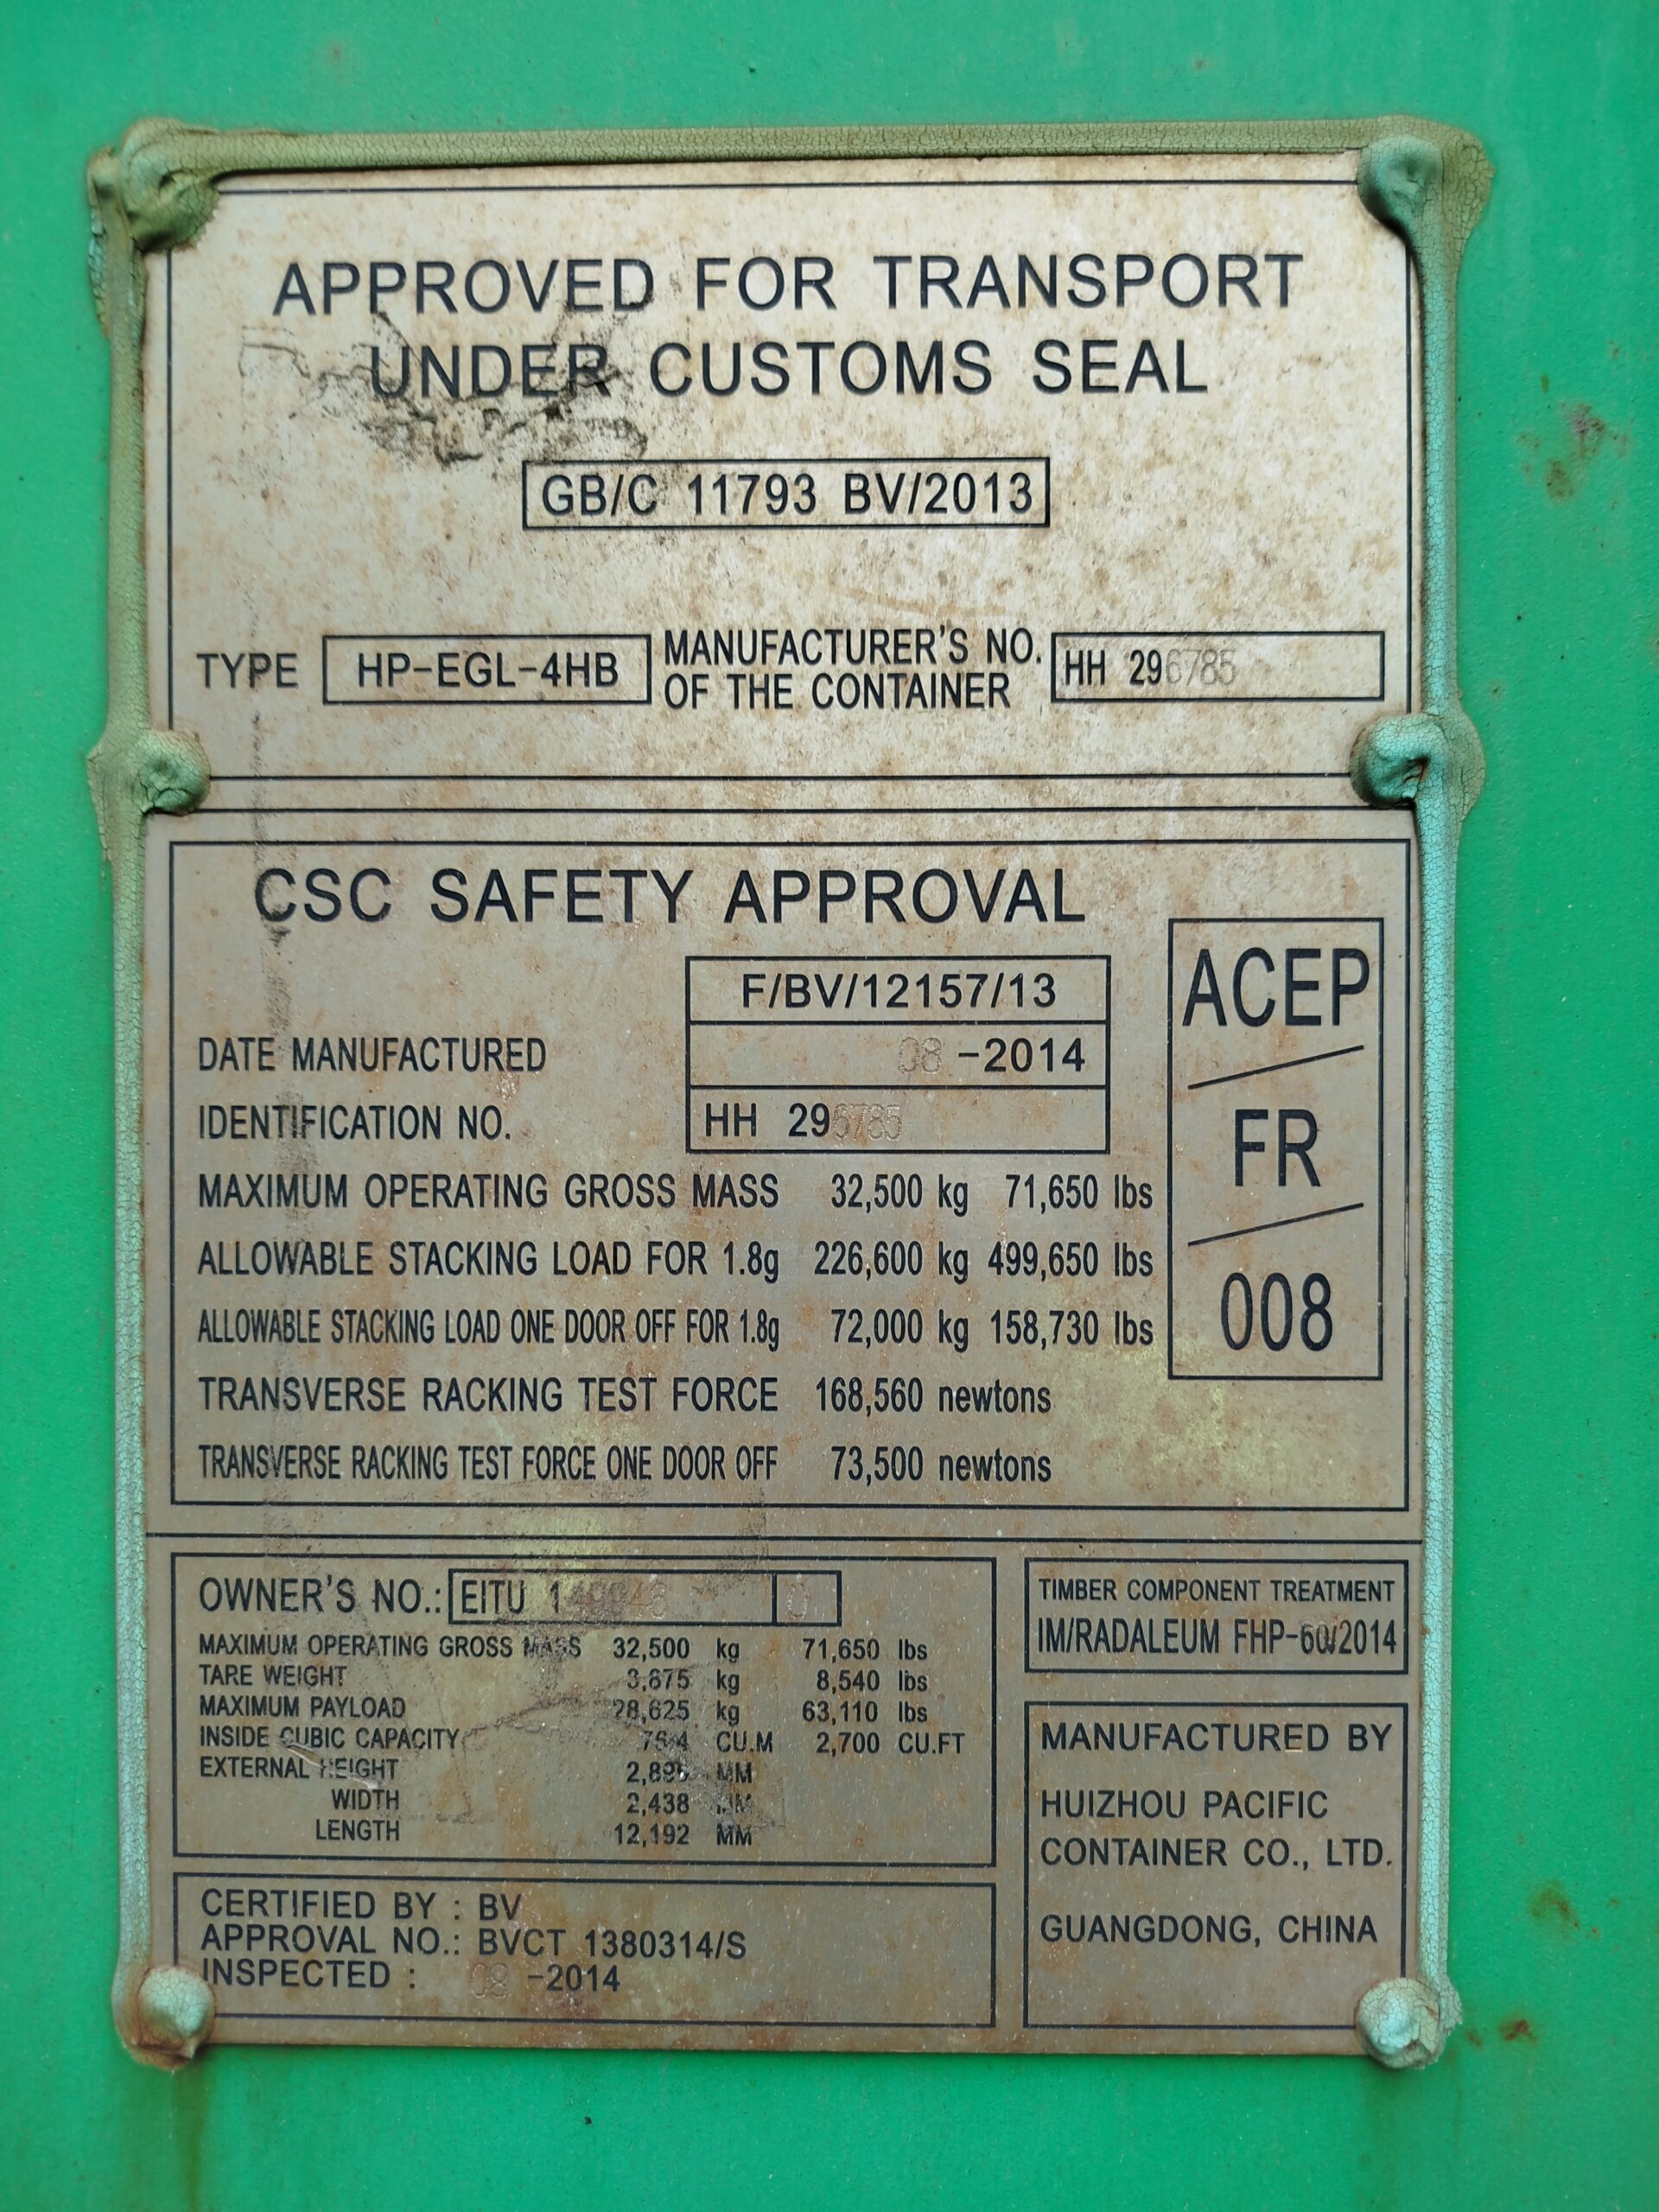 APPROVED FOR TRANSPORT
UNDER CUSTOMS SEAL
GB/C 11793 BV/2013
TYPE HP-EGL-4HB MANUFACTURER'S NO. OF THE CONTAINER HH 296785
CSC SAFETY APPROVAL
F/BV/12157/13
DATE MANUFACTURED 08 -2014
IDENTIFICATION NO. HH 296785
MAXIMUM OPERATING GROSS MASS 32,500 kg 71,650 lbs
ALLOWABLE STACKING LOAD FOR 1.8g 226,600 kg 499,650 lbs
ALLOWABLE STACKING LOAD ONE DOOR OFF FOR 1.8g 72,000 kg 158,730 lbs
TRANSVERSE RACKING TEST FORCE 168,560 newtons
TRANSVERSE RACKING TEST FORCE ONE DOOR OFF 73,500 newtons
ACEP
/
FR
/
008
OWNER'S NO.: EITU
MAXIMUM OPERATING GROSS MASS 32,500 kg 71,650 lbs
TARE WEIGHT 3,875 kg 8,540 lbs
MAXIMUM PAYLOAD 28,625 kg 63,110 lbs
INSIDE CUBIC CAPACITY 76.4 CU.M 2,700 CU.FT
EXTERNAL HEIGHT 2,896 MM
WIDTH 2,438 MM
LENGTH 12,192 MM
CERTIFIED BY : BV
APPROVAL NO.: BVCT 1380314/S
INSPECTED : 08 -2014
TIMBER COMPONENT TREATMENT
IM/RADALEUM FHP-60/2014
MANUFACTURED BY
HUIZHOU PACIFIC
CONTAINER CO., LTD.
GUANGDONG, CHINA